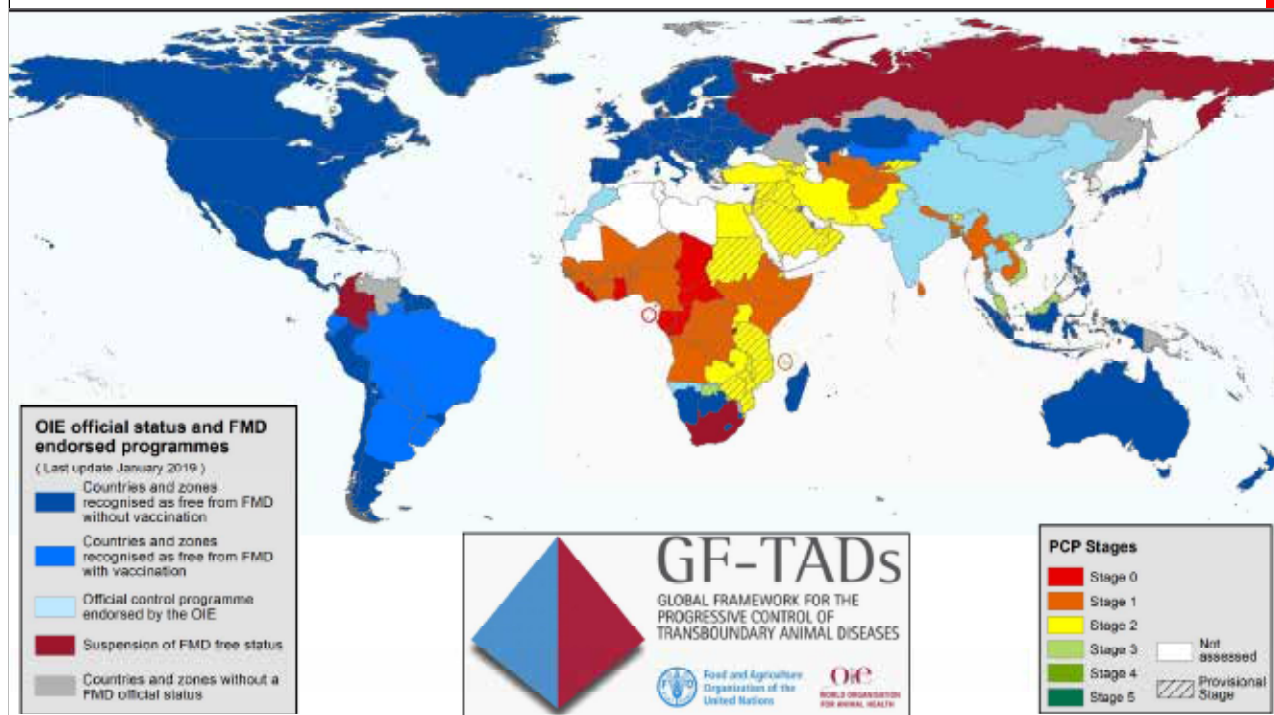 OIE official status and FMD
endorsed programmes
( Last update January 2019 )
Countries and zones
recognised as free from FMD
without vaccination
Countries and zones
recognised as free from FMD
with vaccination
Official control programme
endorsed by the OIE
Suspension of FMD free status
Countries and zones without a
FMD official status
GF-TADs
GLOBAL FRAMEWORK FOR THE
PROGRESSIVE CONTROL OF
TRANSBOUNDARY ANIMAL DISEASES
Food and Agriculture
Organization of the
United Nations
Oie
WORLD ORGANISATION
FOR ANIMAL HEALTH
PCP Stages
Stage 0
Stage 1
Stage 2
Stage 3
Stage 4
Stage 5
Not
assessed
Provisional
Stage